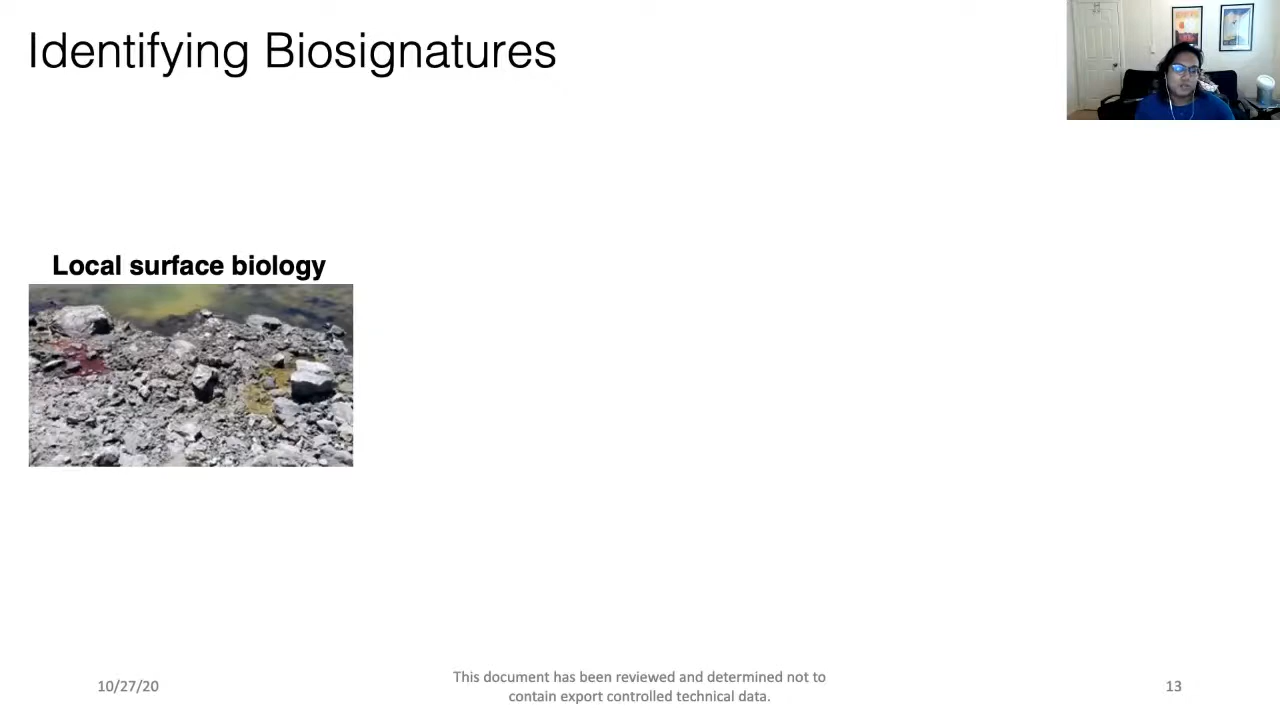 Identifying Biosignatures
Local surface biology
10/27/20
This document has been reviewed and determined not to
contain export controlled technical data.
13